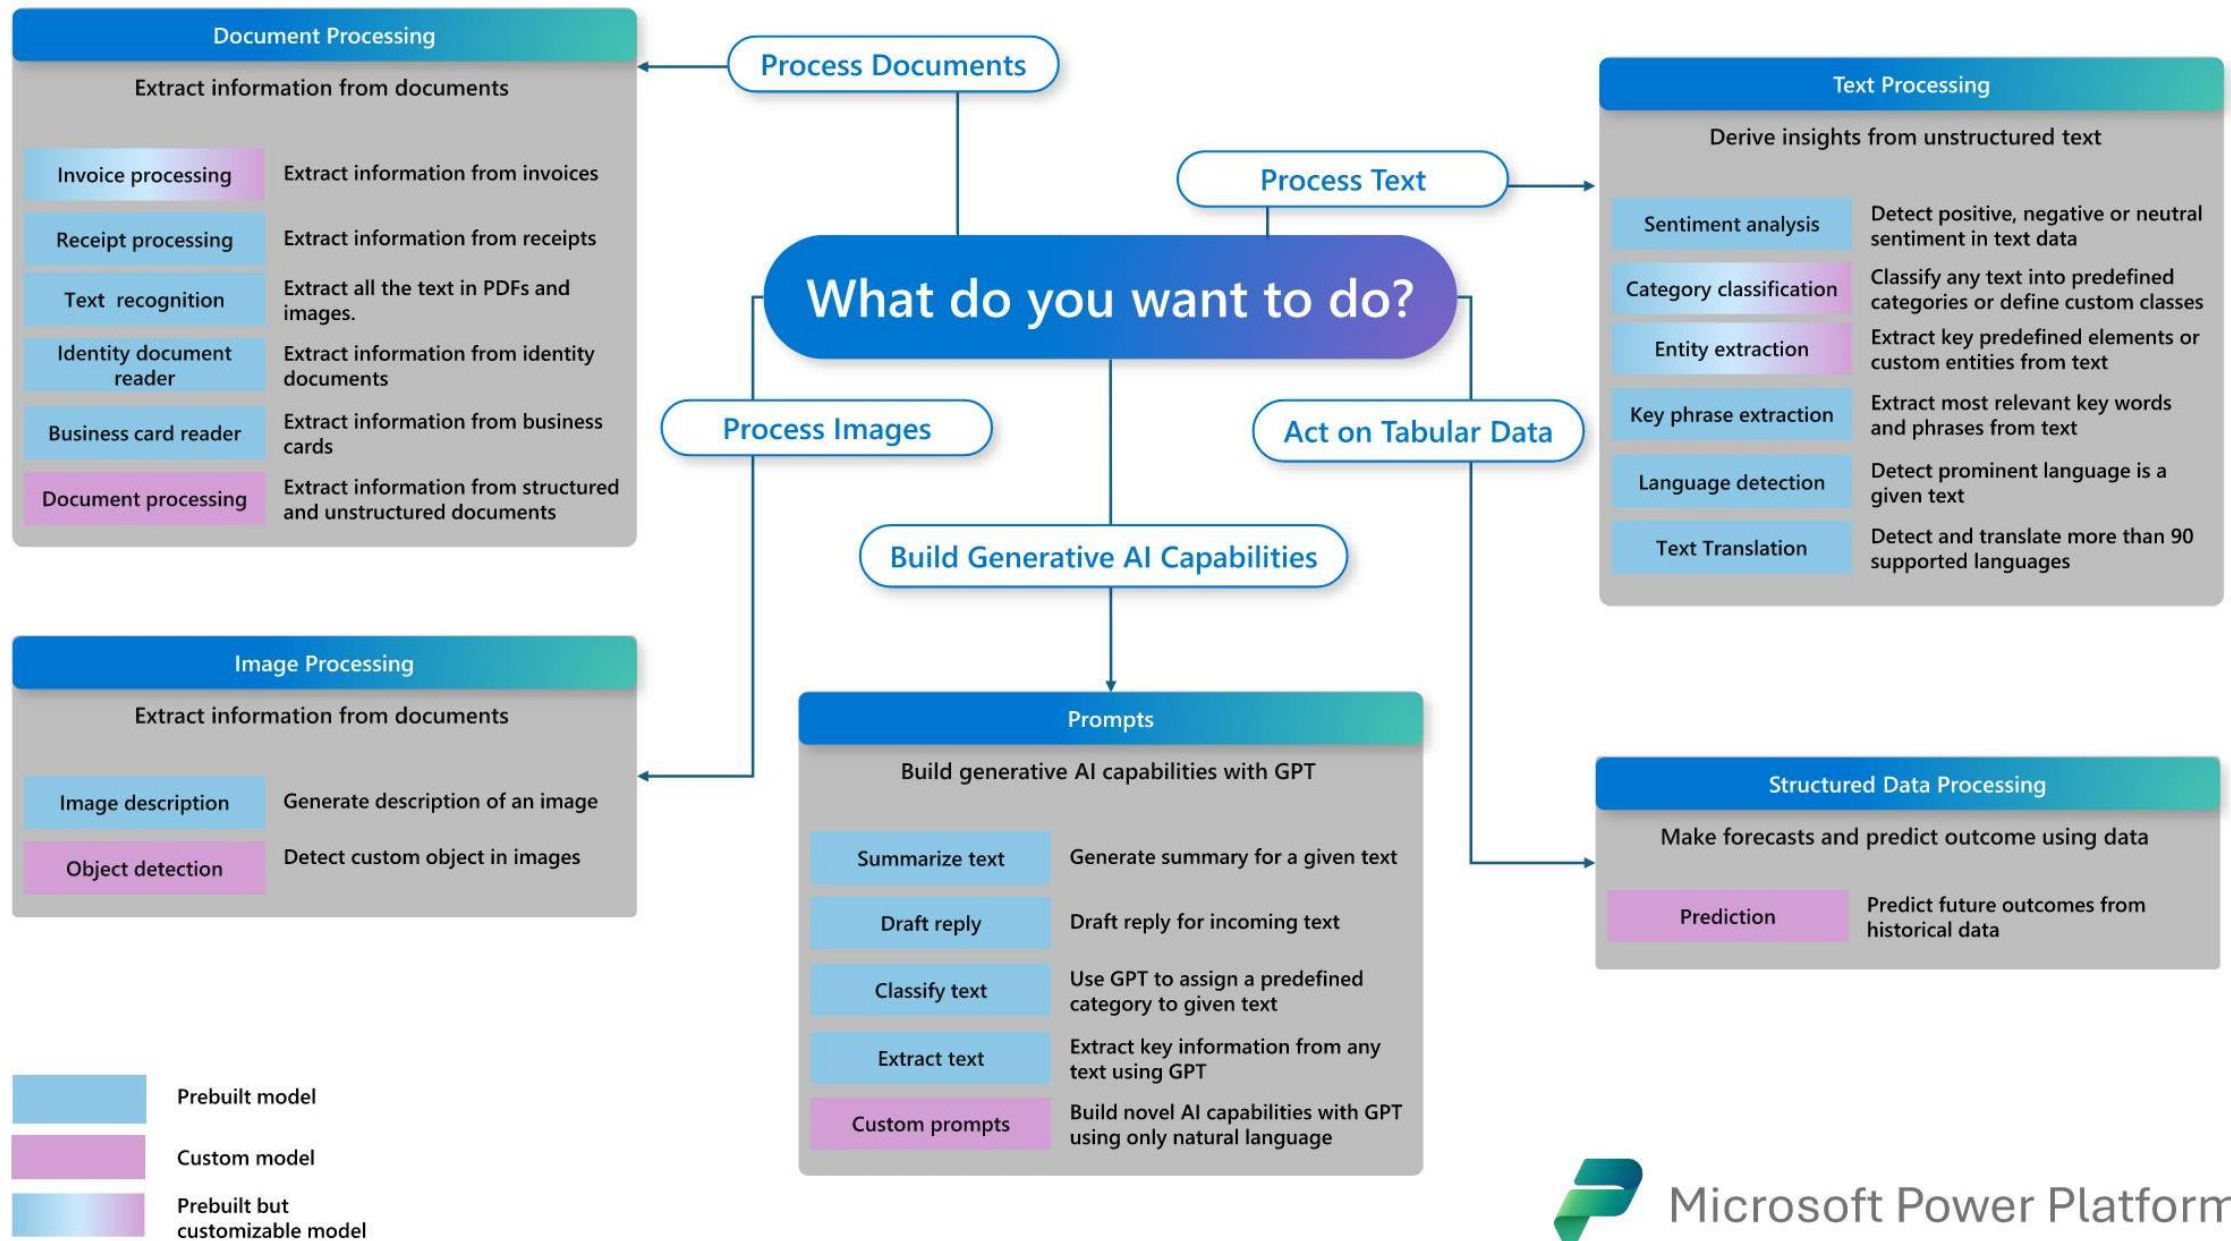 Document Processing
Extract information from documents
Invoice processing
Extract information from invoices
Receipt processing
Extract information from receipts
Text recognition
Extract all the text in PDFs and
images.
Identity document
reader
Extract information from identity
documents
Business card reader
Extract information from business
cards
Document processing
Extract information from structured
and unstructured documents
Process Documents
Process Text
What do you want to do?
Process Images
Act on Tabular Data
Build Generative AI Capabilities
Text Processing
Derive insights from unstructured text
Sentiment analysis
Detect positive, negative or neutral
sentiment in text data
Category classification
Classify any text into predefined
categories or define custom classes
Entity extraction
Extract key predefined elements or
custom entities from text
Key phrase extraction
Extract most relevant key words
and phrases from text
Language detection
Detect prominent language is a
given text
Text Translation
Detect and translate more than 90
supported languages
Image Processing
Extract information from documents
Image description
Generate description of an image
Object detection
Detect custom object in images
Prompts
Build generative AI capabilities with GPT
Summarize text
Generate summary for a given text
Draft reply
Draft reply for incoming text
Classify text
Use GPT to assign a predefined
category to given text
Extract text
Extract key information from any
text using GPT
Custom prompts
Build novel AI capabilities with GPT
using only natural language
Structured Data Processing
Make forecasts and predict outcome using data
Prediction
Predict future outcomes from
historical data
Prebuilt model
Custom model
Prebuilt but
customizable model
Microsoft Power Platform